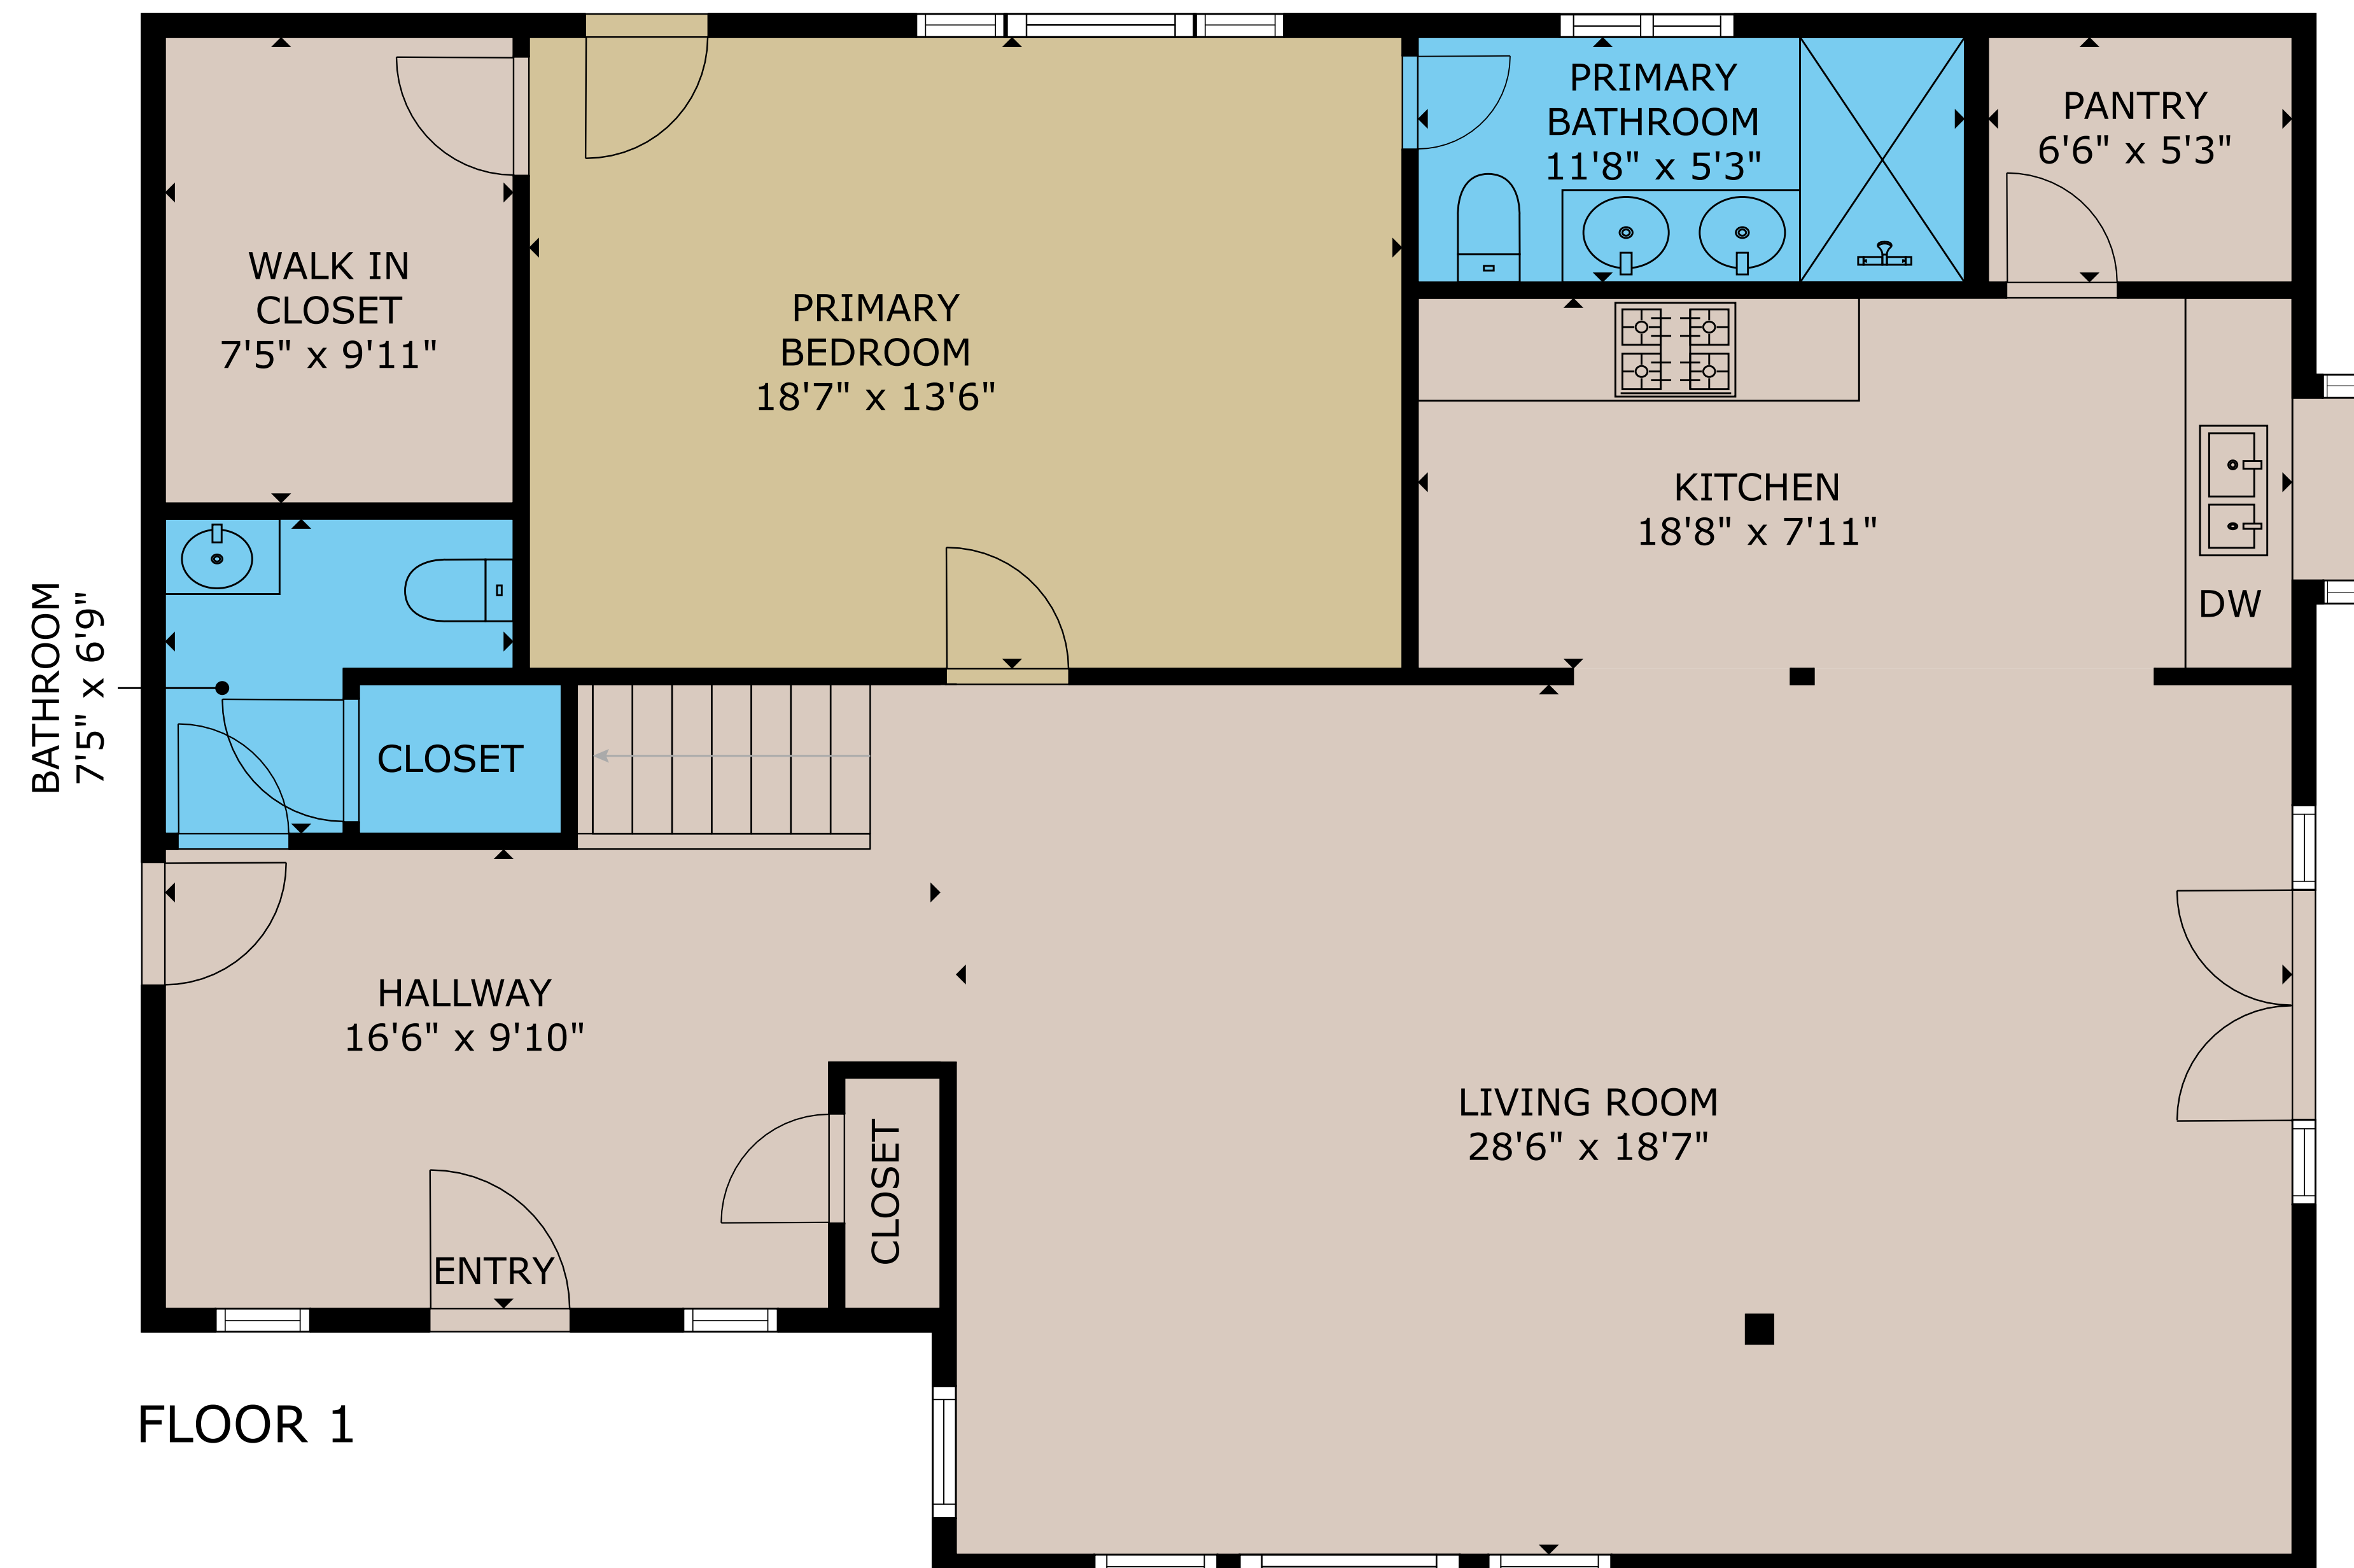 PRIMARY
BATHROOM
11'8" x 5'3"
PANTRY
6'6" x 5'3"
WALK IN
CLOSET
7'5" x 9'11"
PRIMARY
BEDROOM
18'7" x 13'6"
KITCHEN
18'8" x 7'11"
DW
BATHROOM
7'5" x 6'9"
CLOSET
HALLWAY
16'6" x 9'10"
LIVING ROOM
28'6" x 18'7"
CLOSET
ENTRY
FLOOR 1